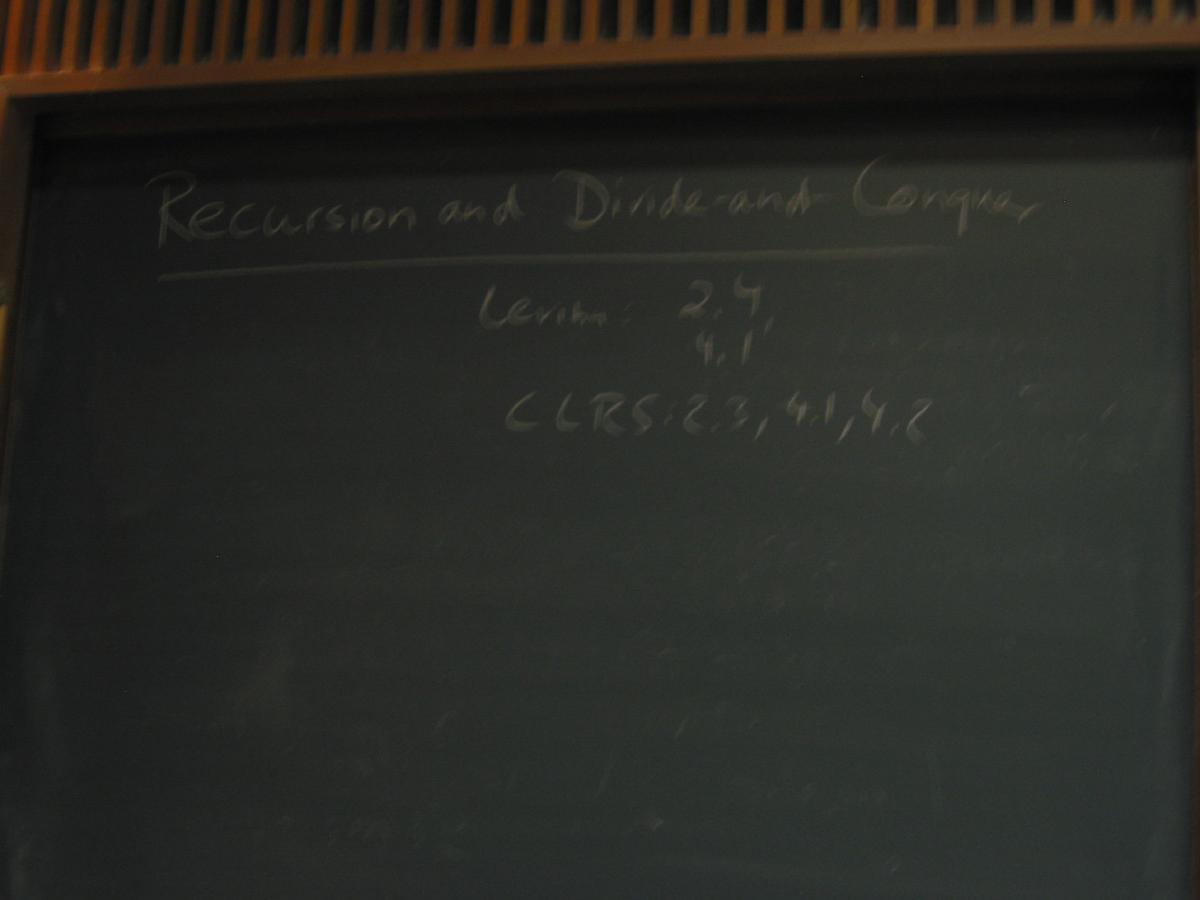 Recursion and Divide-and-Conquer
Levitin: 2.4,
4.1
CLRS: 2.3, 4.1, 4.2